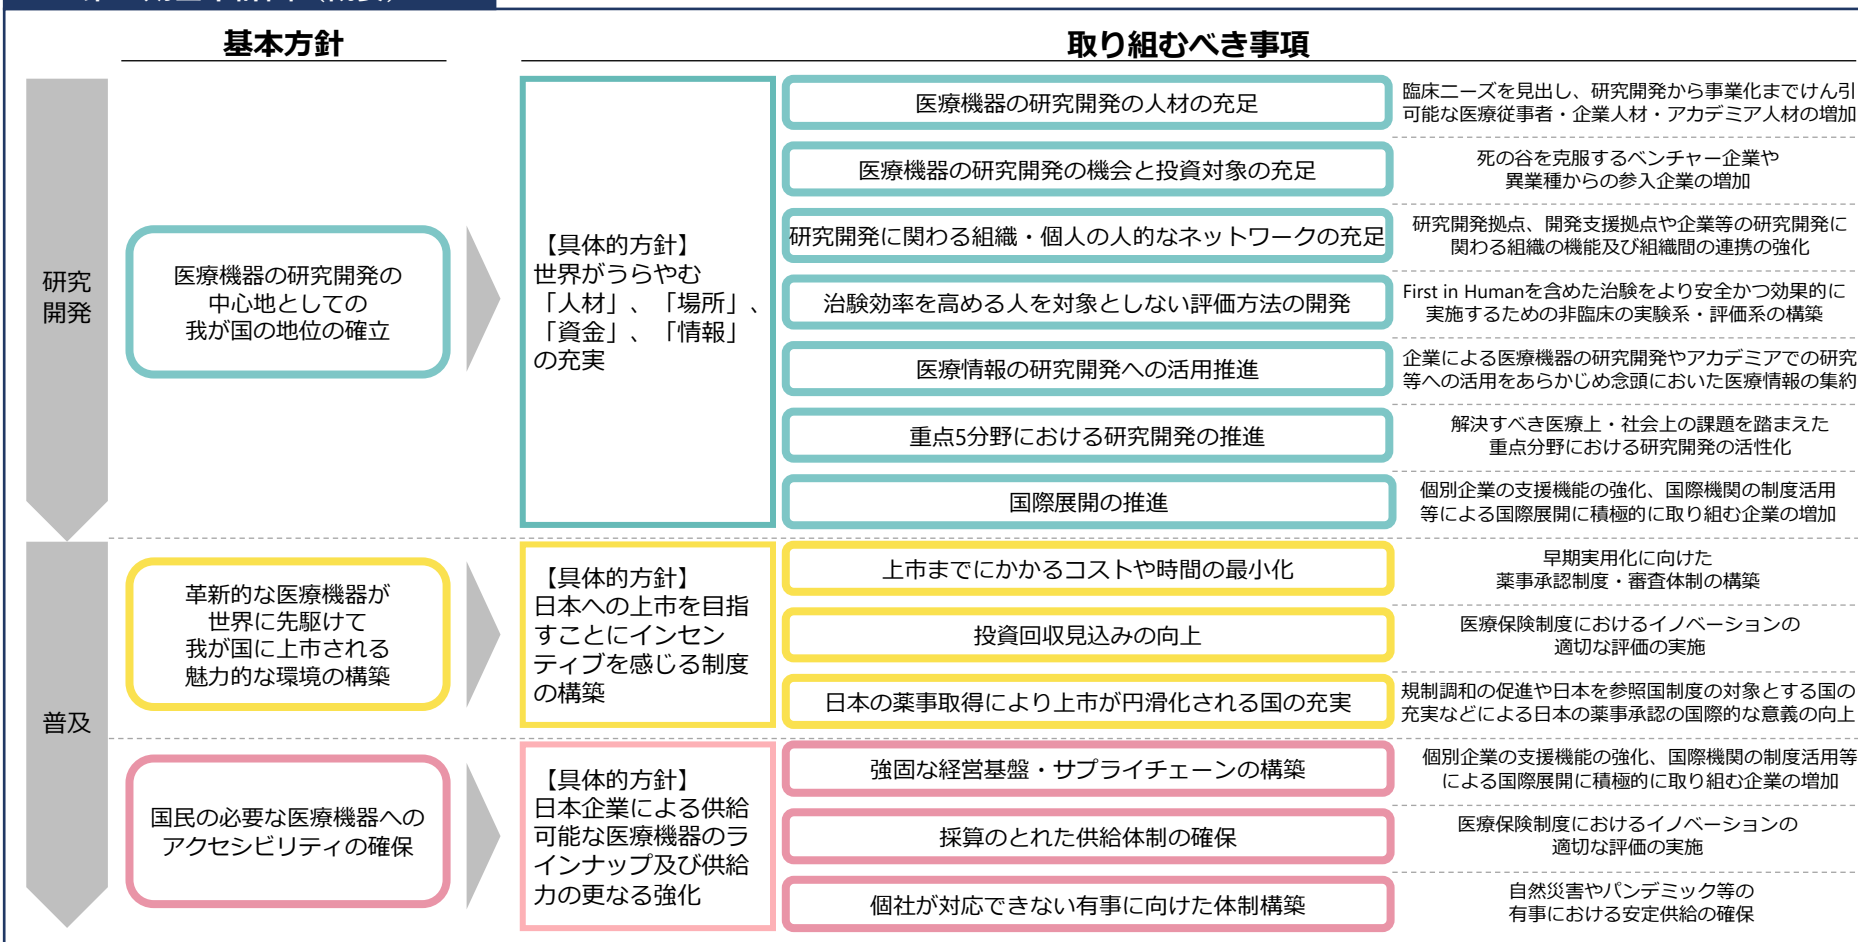 基本方針
取り組むべき事項
研究
開発
医療機器の研究開発の
中心地としての
我が国の地位の確立
【具体的方針】
世界がうらやむ
「人材」、「場所」、
「資金」、「情報」
の充実
医療機器の研究開発の人材の充足
臨床ニーズを見出し、研究開発から事業化までけん引
可能な医療従事者・企業人材・アカデミア人材の増加
医療機器の研究開発の機会と投資対象の充足
死の谷を克服するベンチャー企業や
異業種からの参入企業の増加
研究開発に関わる組織・個人の人的なネットワークの充足
研究開発拠点、開発支援拠点や企業等の研究開発に
関わる組織の機能及び組織間の連携の強化
治験効率を高める人を対象としない評価方法の開発
First in Humanを含めた治験をより安全かつ効果的に
実施するための非臨床の実験系・評価系の構築
医療情報の研究開発への活用推進
企業による医療機器の研究開発やアカデミアでの研究
等への活用をあらかじめ念頭においた医療情報の集約
重点5分野における研究開発の推進
解決すべき医療上・社会上の課題を踏まえた
重点分野における研究開発の活性化
国際展開の推進
個別企業の支援機能の強化、国際機関の制度活用
等による国際展開に積極的に取り組む企業の増加
普及
革新的な医療機器が
世界に先駆けて
我が国に上市される
魅力的な環境の構築
【具体的方針】
日本への上市を目指
すことにインセン
ティブを感じる制度
の構築
上市までにかかるコストや時間の最小化
早期実用化に向けた
薬事承認制度・審査体制の構築
投資回収見込みの向上
医療保険制度におけるイノベーションの
適切な評価の実施
日本の薬事取得により上市が円滑化される国の充実
規制調和の促進や日本を参照国制度の対象とする国の
充実などによる日本の薬事承認の国際的な意義の向上
国民の必要な医療機器への
アクセシビリティの確保
【具体的方針】
日本企業による供給
可能な医療機器のラ
インナップ及び供給
力の更なる強化
強固な経営基盤・サプライチェーンの構築
個別企業の支援機能の強化、国際機関の制度活用等
による国際展開に積極的に取り組む企業の増加
採算のとれた供給体制の確保
医療保険制度におけるイノベーションの
適切な評価の実施
個社が対応できない有事に向けた体制構築
自然災害やパンデミック等の
有事における安定供給の確保